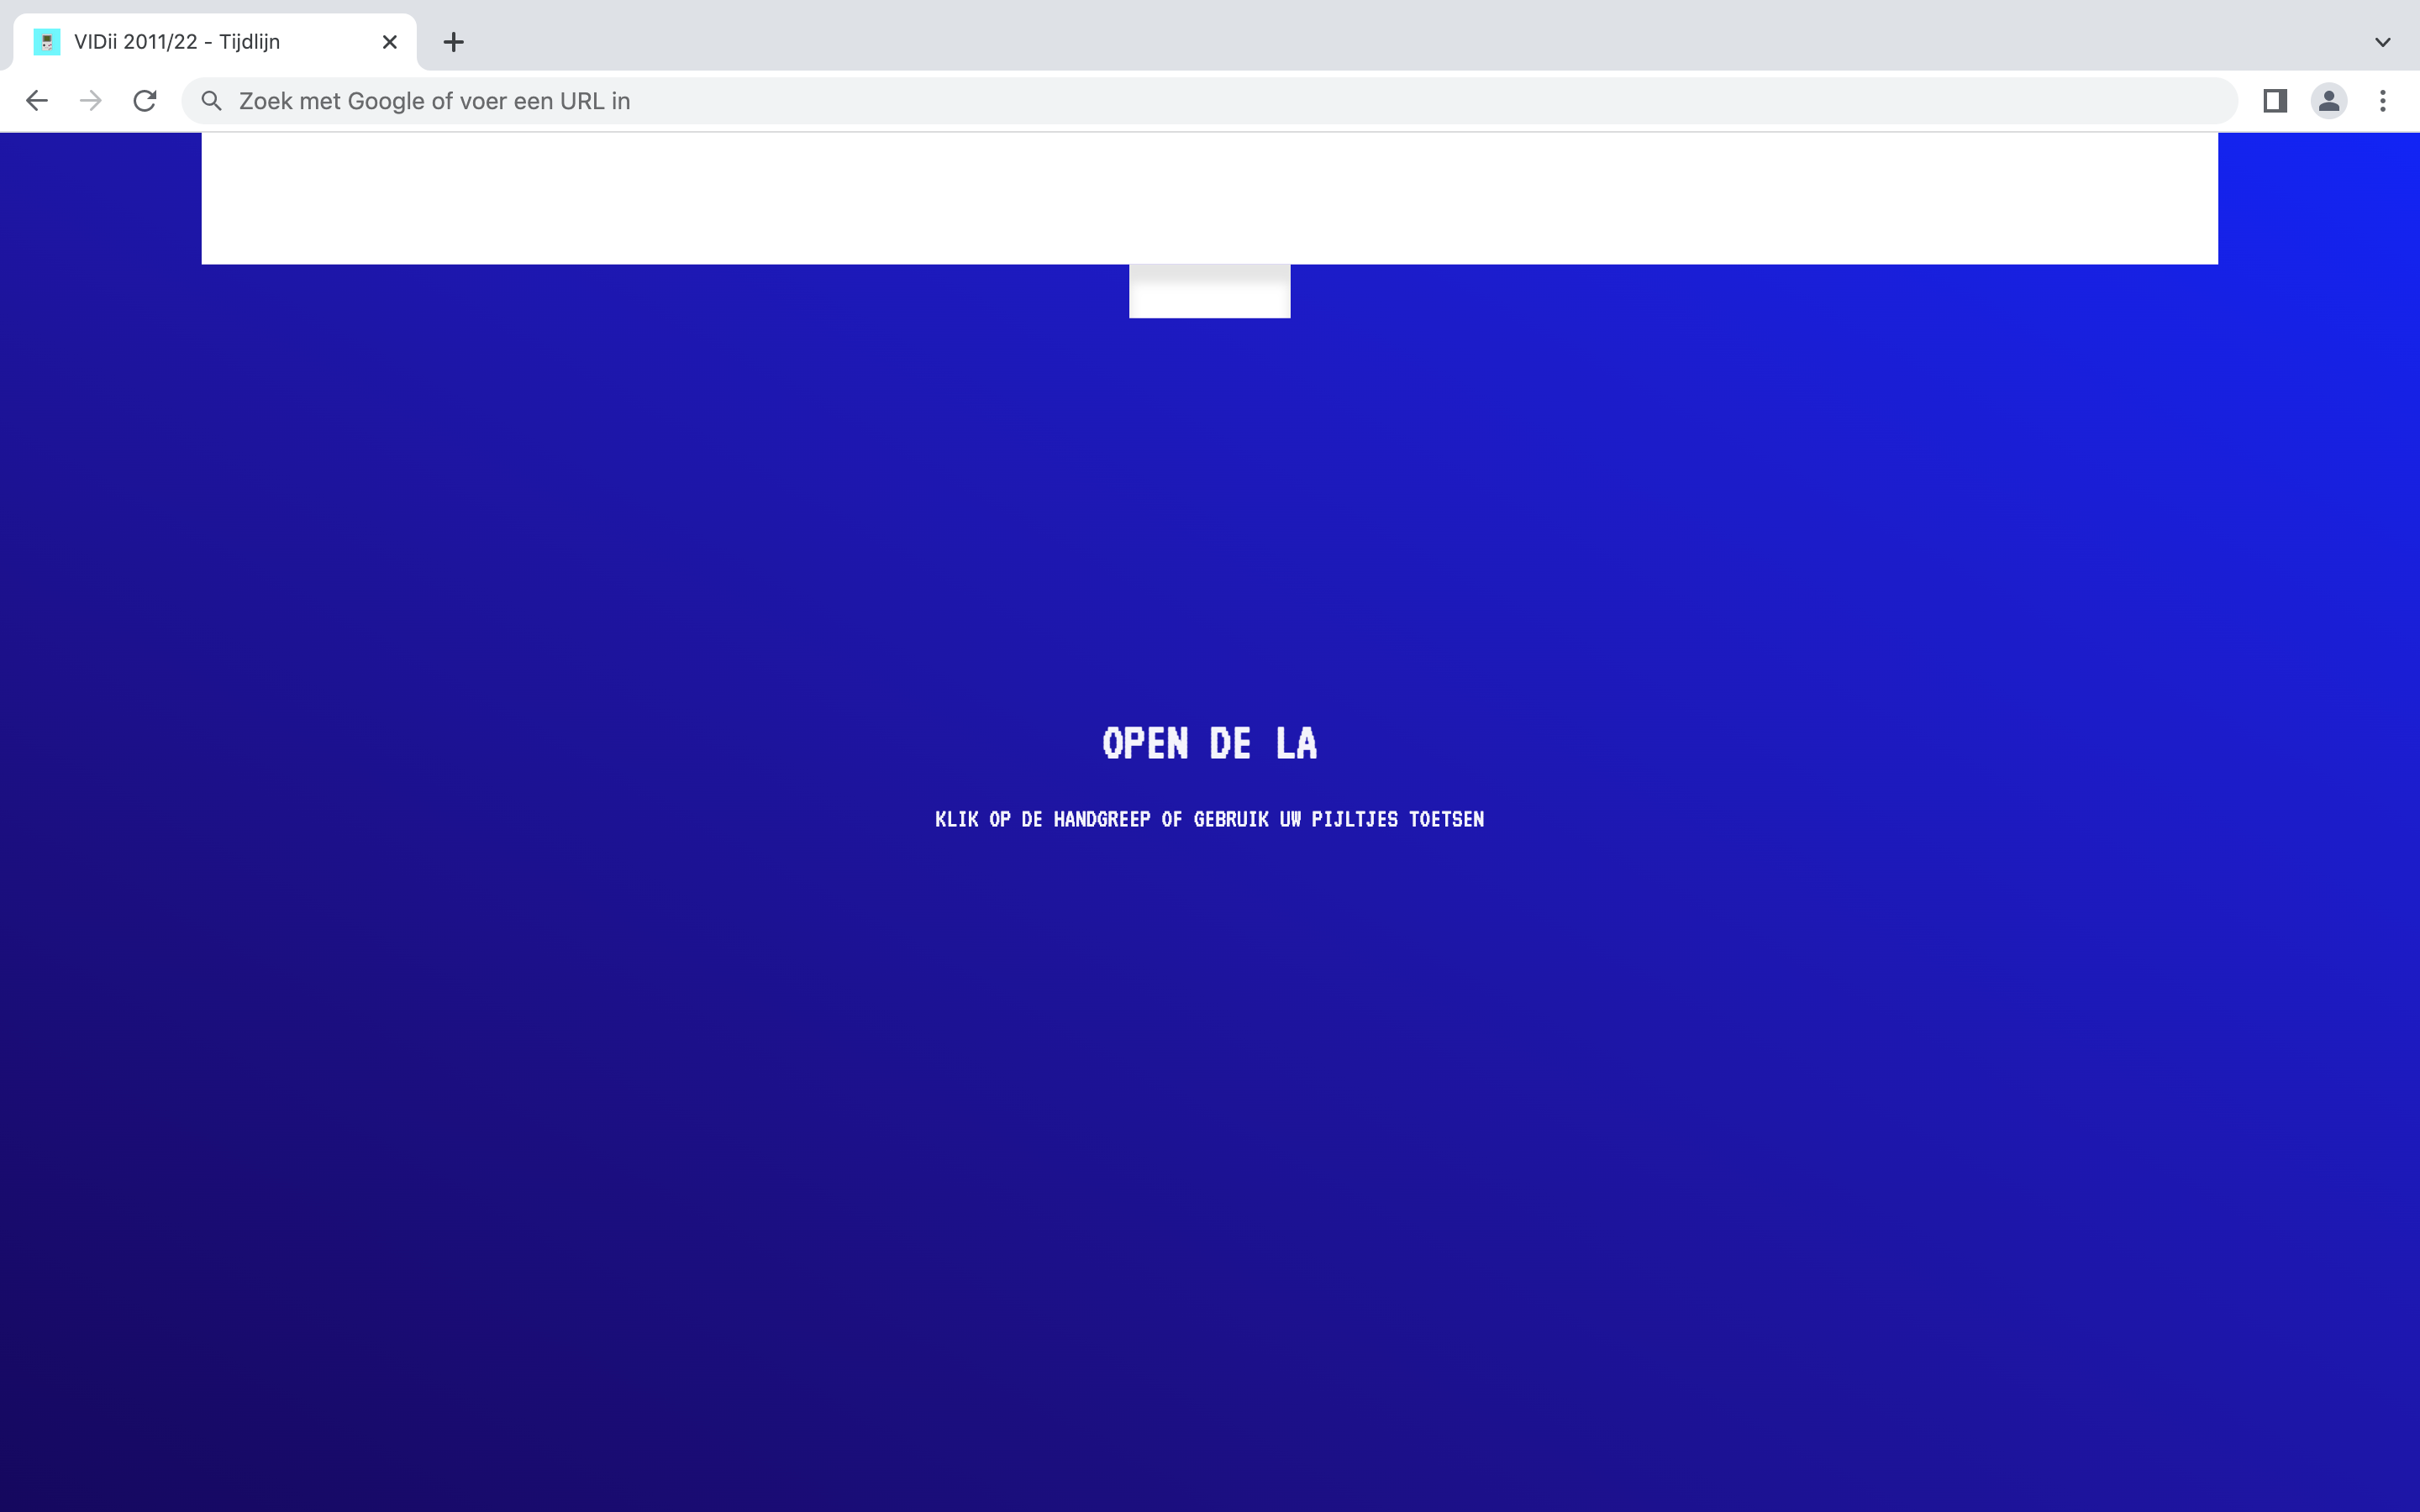 VIDii 2011/22 - Tijdlijn
Zoek met Google of voer een URL in
OPEN DE LA
KLIK OP DE HANDGREEP OF GEBRUIK UW PIJLTJES TOETSEN